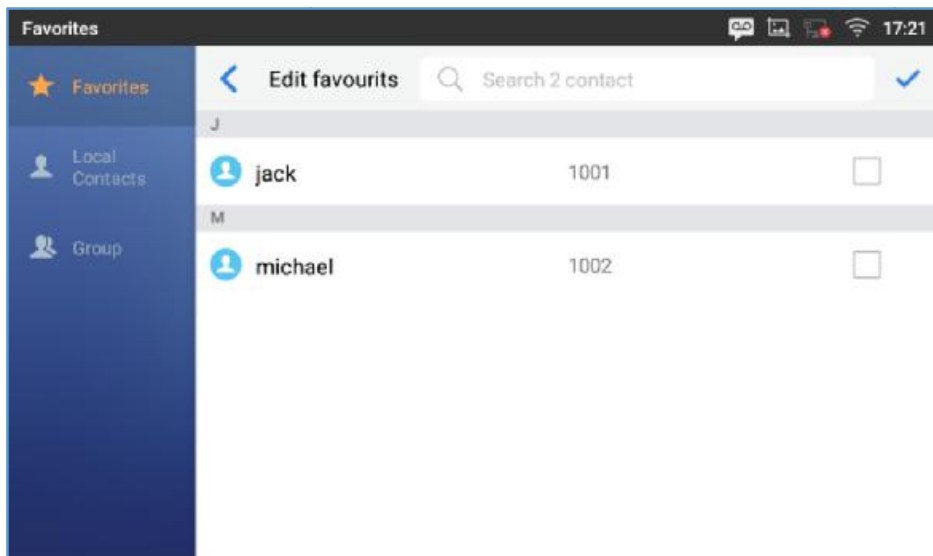 Favorites
17:21
Favorites
Edit favourits
Search 2 contact
J
Local
Contacts
jack
1001
M
Group
michael
1002